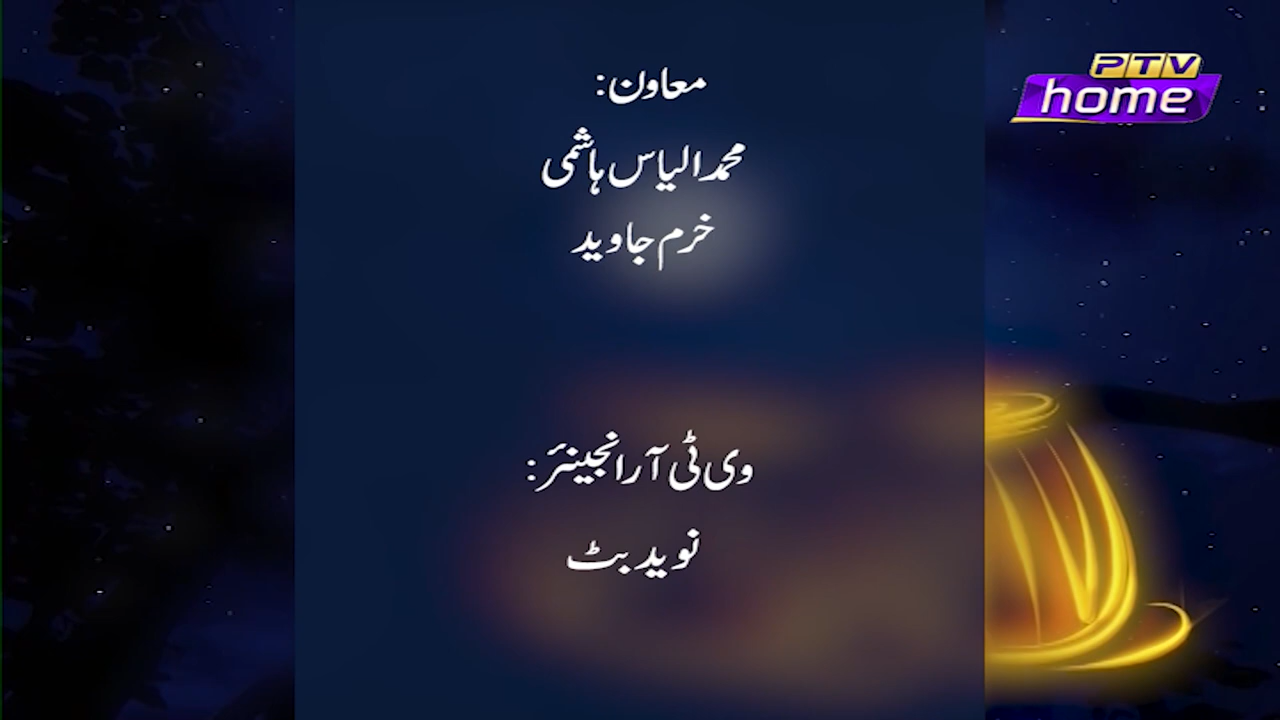 PTV
home
معاون:
محمد الیاس ہاشمی
خرم جاوید
وی ٹی آر انجینئر:
نوید بٹ